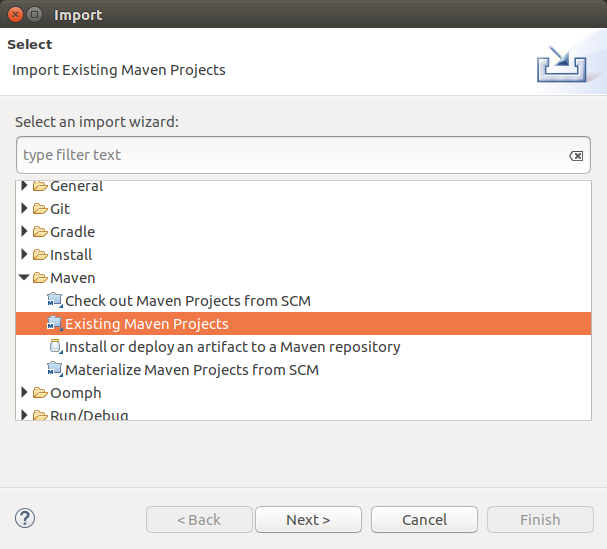 Import
Select
Import Existing Maven Projects
Select an import wizard:
type filter text
General
Git
Gradle
Install
Maven
Check out Maven Projects from SCM
Existing Maven Projects
Install or deploy an artifact to a Maven repository
Materialize Maven Projects from SCM
Oomph
Run/Debug
< Back
Next >
Cancel
Finish